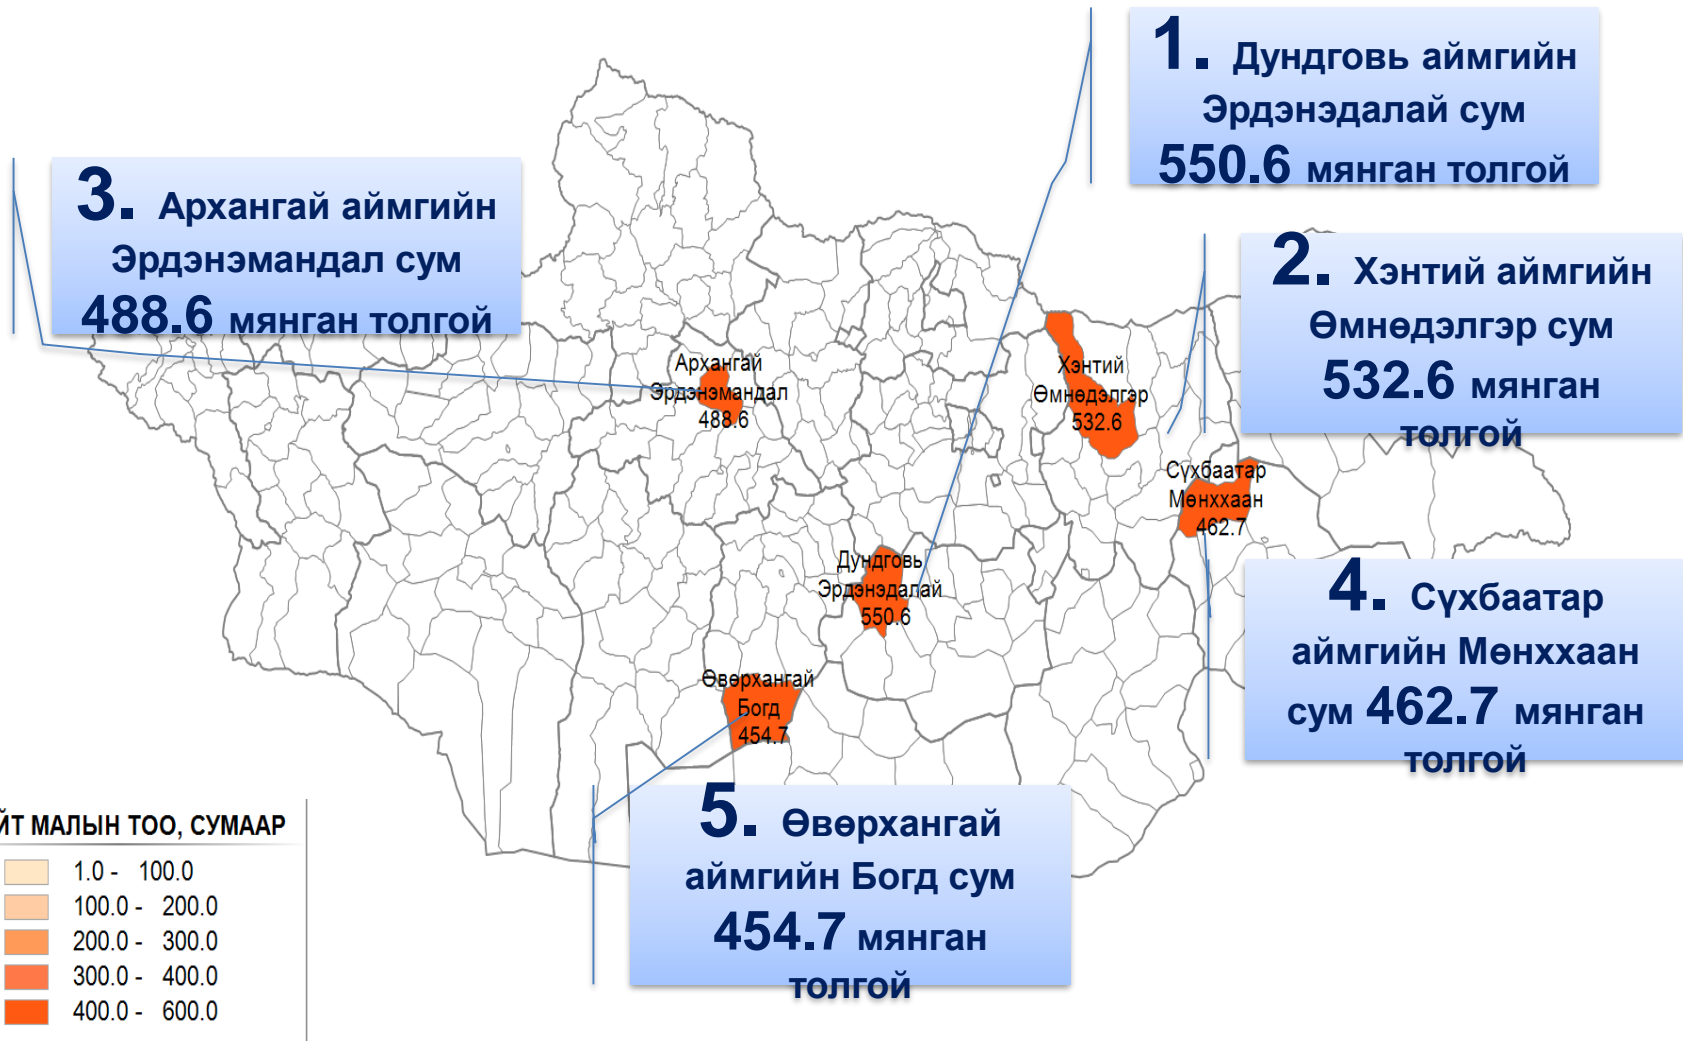 1. Дундговь аймгийн
Эрдэнэдалай сум
550.6 мянган толгой
3. Архангай аймгийн
Эрдэнэмандал сум
488.6 мянган толгой
2. Хэнтий аймгийн
Өмнөдэлгэр сум
532.6 мянган
толгой
Архангай
Эрдэнэмандал
488.6
Хэнтий
Өмнөдэлгэр
532.6
Сүхбаатар
Мөнххаан
462.7
Дундговь
Эрдэнэдалай
550.6
4. Сүхбаатар
аймгийн Мөнххаан
сум 462.7 мянган
толгой
Өвөрхангай
Богд
454.7
5. Өвөрхангай
аймгийн Богд сум
454.7 мянган
толгой
ЙТ МАЛЫН ТОО, СУМААР
1.0 - 100.0
100.0 - 200.0
200.0 - 300.0
300.0 - 400.0
400.0 - 600.0